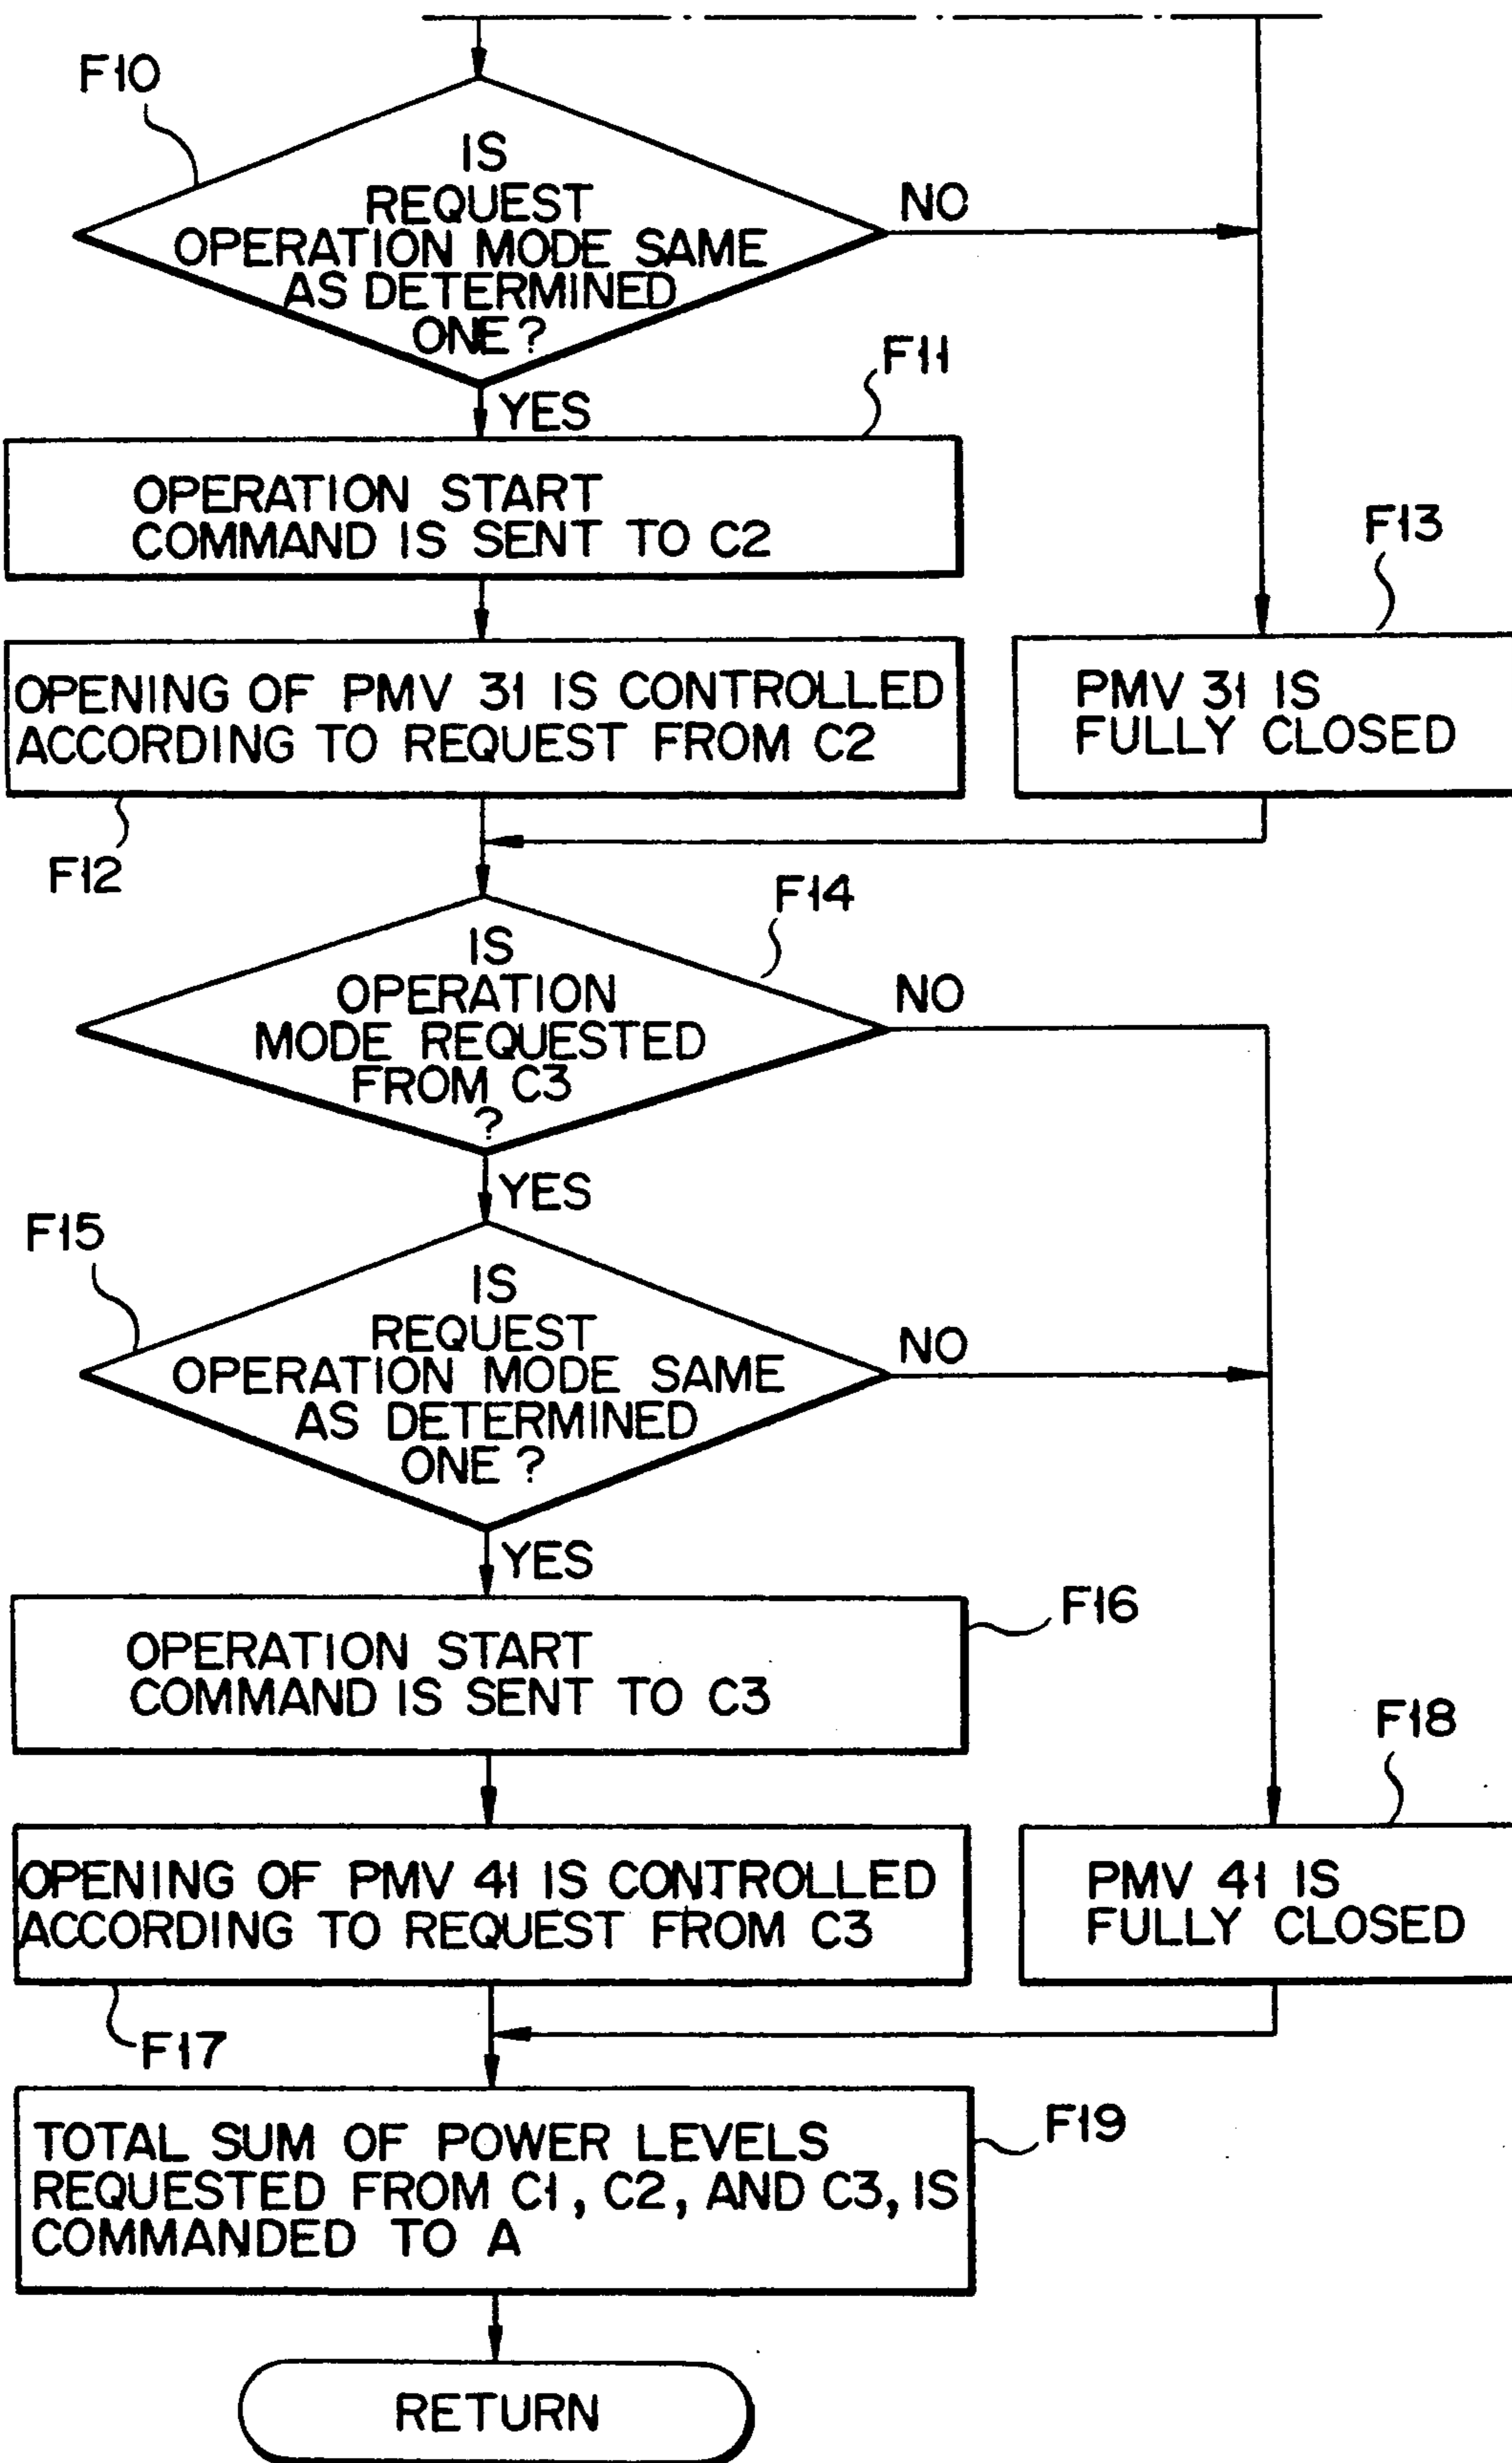 F10
IS
REQUEST
OPERATION MODE SAME
AS DETERMINED
ONE?
NO
YES
F11
OPERATION START
COMMAND IS SENT TO C2
F13
OPENING OF PMV 31 IS CONTROLLED
ACCORDING TO REQUEST FROM C2
PMV 31 IS
FULLY CLOSED
F12
F14
IS
OPERATION
MODE REQUESTED
FROM C3
?
NO
YES
F15
IS
REQUEST
OPERATION MODE SAME
AS DETERMINED
ONE?
NO
YES
F16
OPERATION START
COMMAND IS SENT TO C3
F18
OPENING OF PMV 41 IS CONTROLLED
ACCORDING TO REQUEST FROM C3
PMV 41 IS
FULLY CLOSED
F17
F19
TOTAL SUM OF POWER LEVELS
REQUESTED FROM C1, C2, AND C3, IS
COMMANDED TO A
RETURN